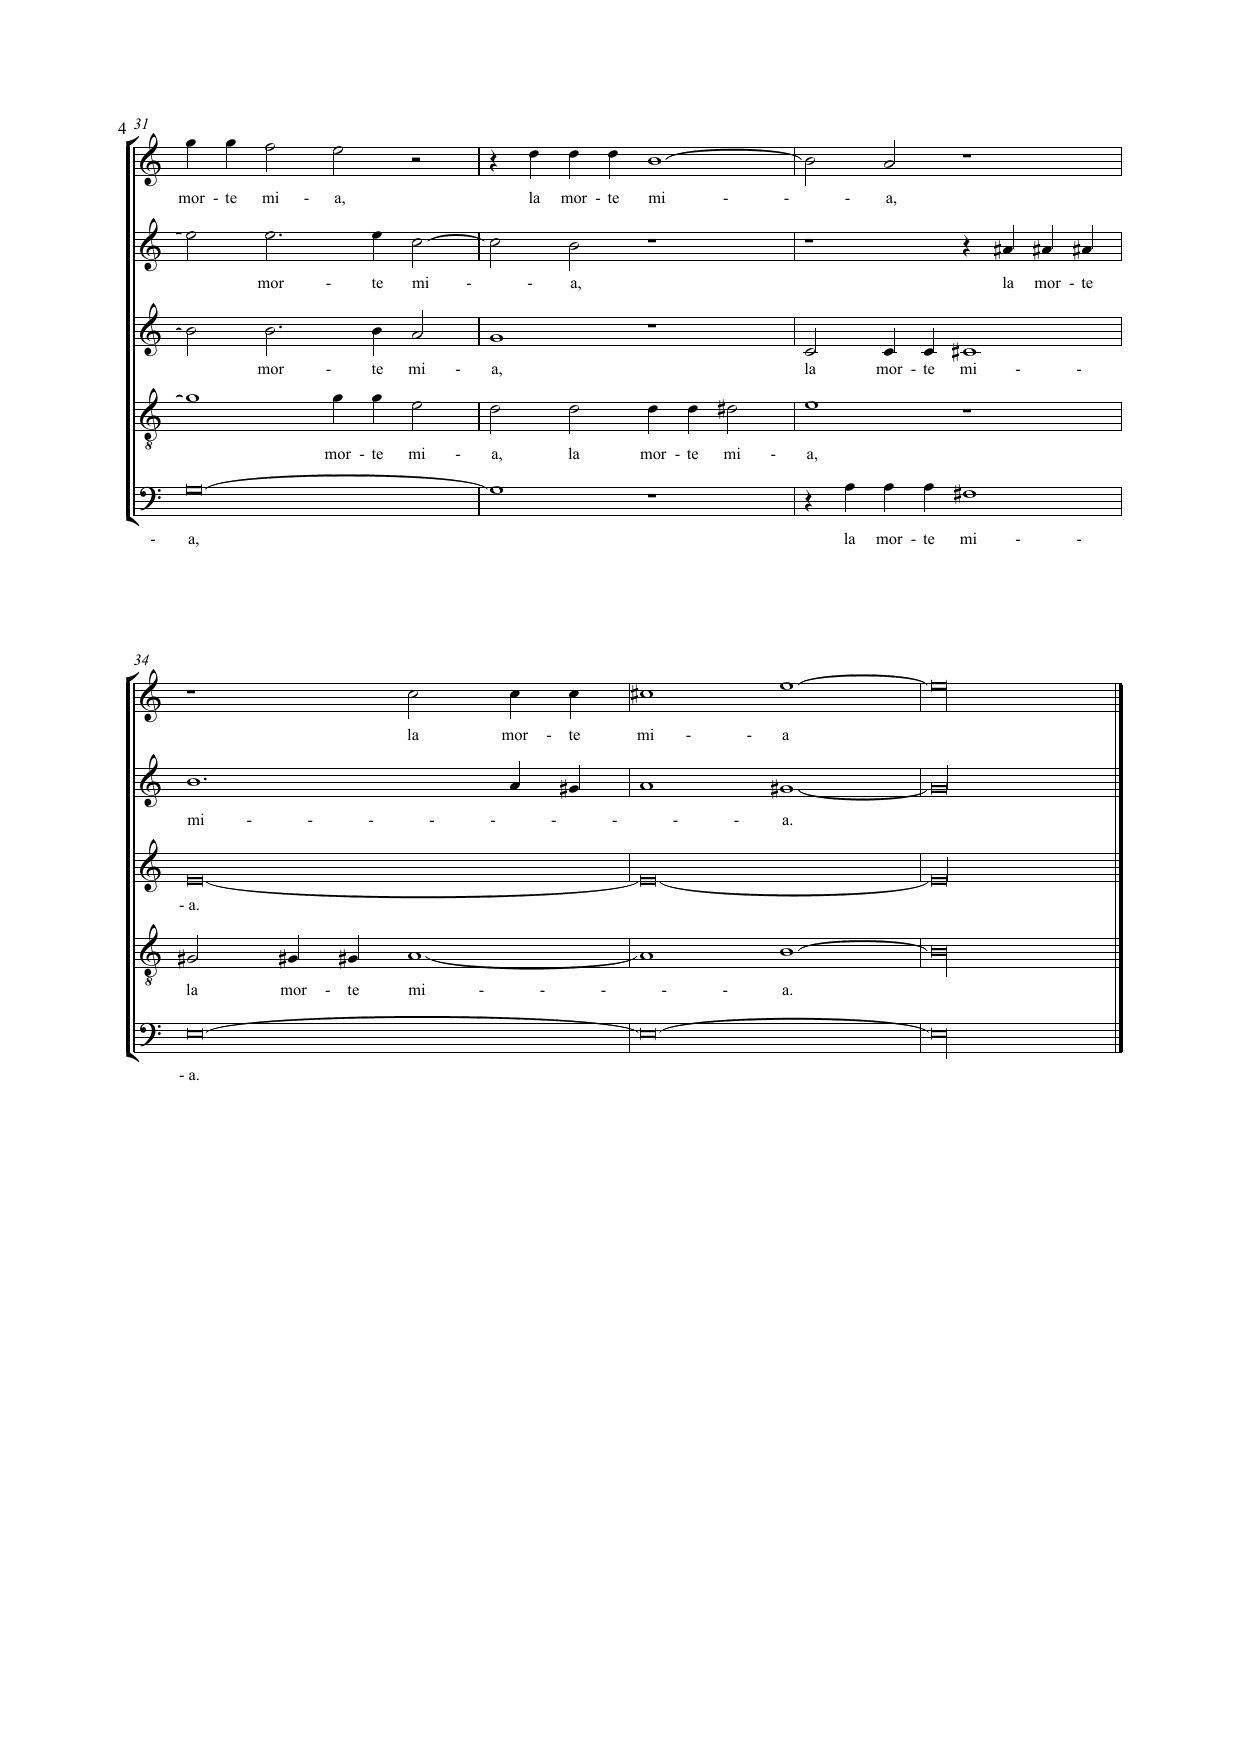 4 31
mor - te mi - a, la mor - te mi - - - a,
mor - te mi - - a, la mor - te
mor - te mi - a, la mor - te mi - -
8
mor - te mi - a, la mor - te mi - a,
- a, la mor - te mi - -
34
la mor - te mi - - a
mi - - - - - - - - - a.
- a.
8
la mor - te mi - - - - - a.
- a.